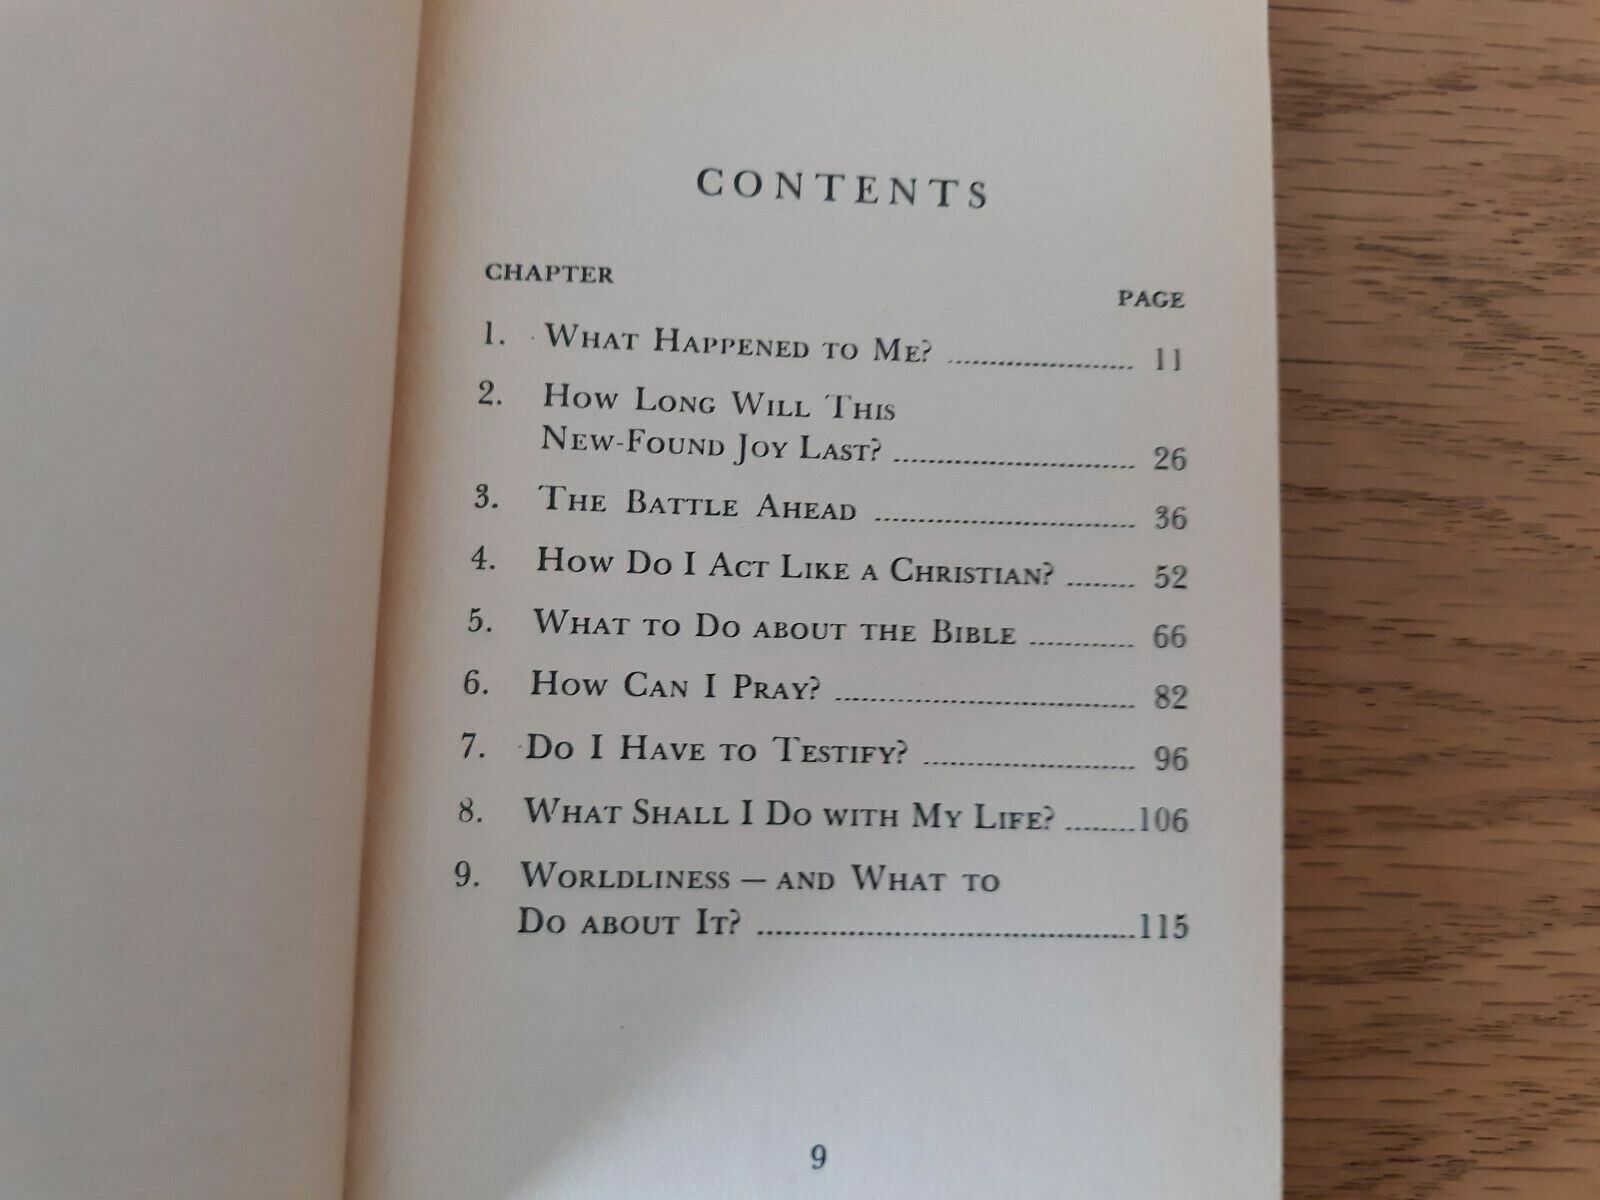 CONTENTS
CHAPTER
PAGE
1. What Happened to Me? 11
2. How Long Will This
New-Found Joy Last? 26
3. The Battle Ahead 36
4. How Do I Act Like a Christian? 52
5. What to Do about the Bible 66
6. How Can I Pray? 82
7. Do I Have to Testify? 96
8. What Shall I Do with My Life? 106
9. Worldliness — and What to
Do about It? 115
9